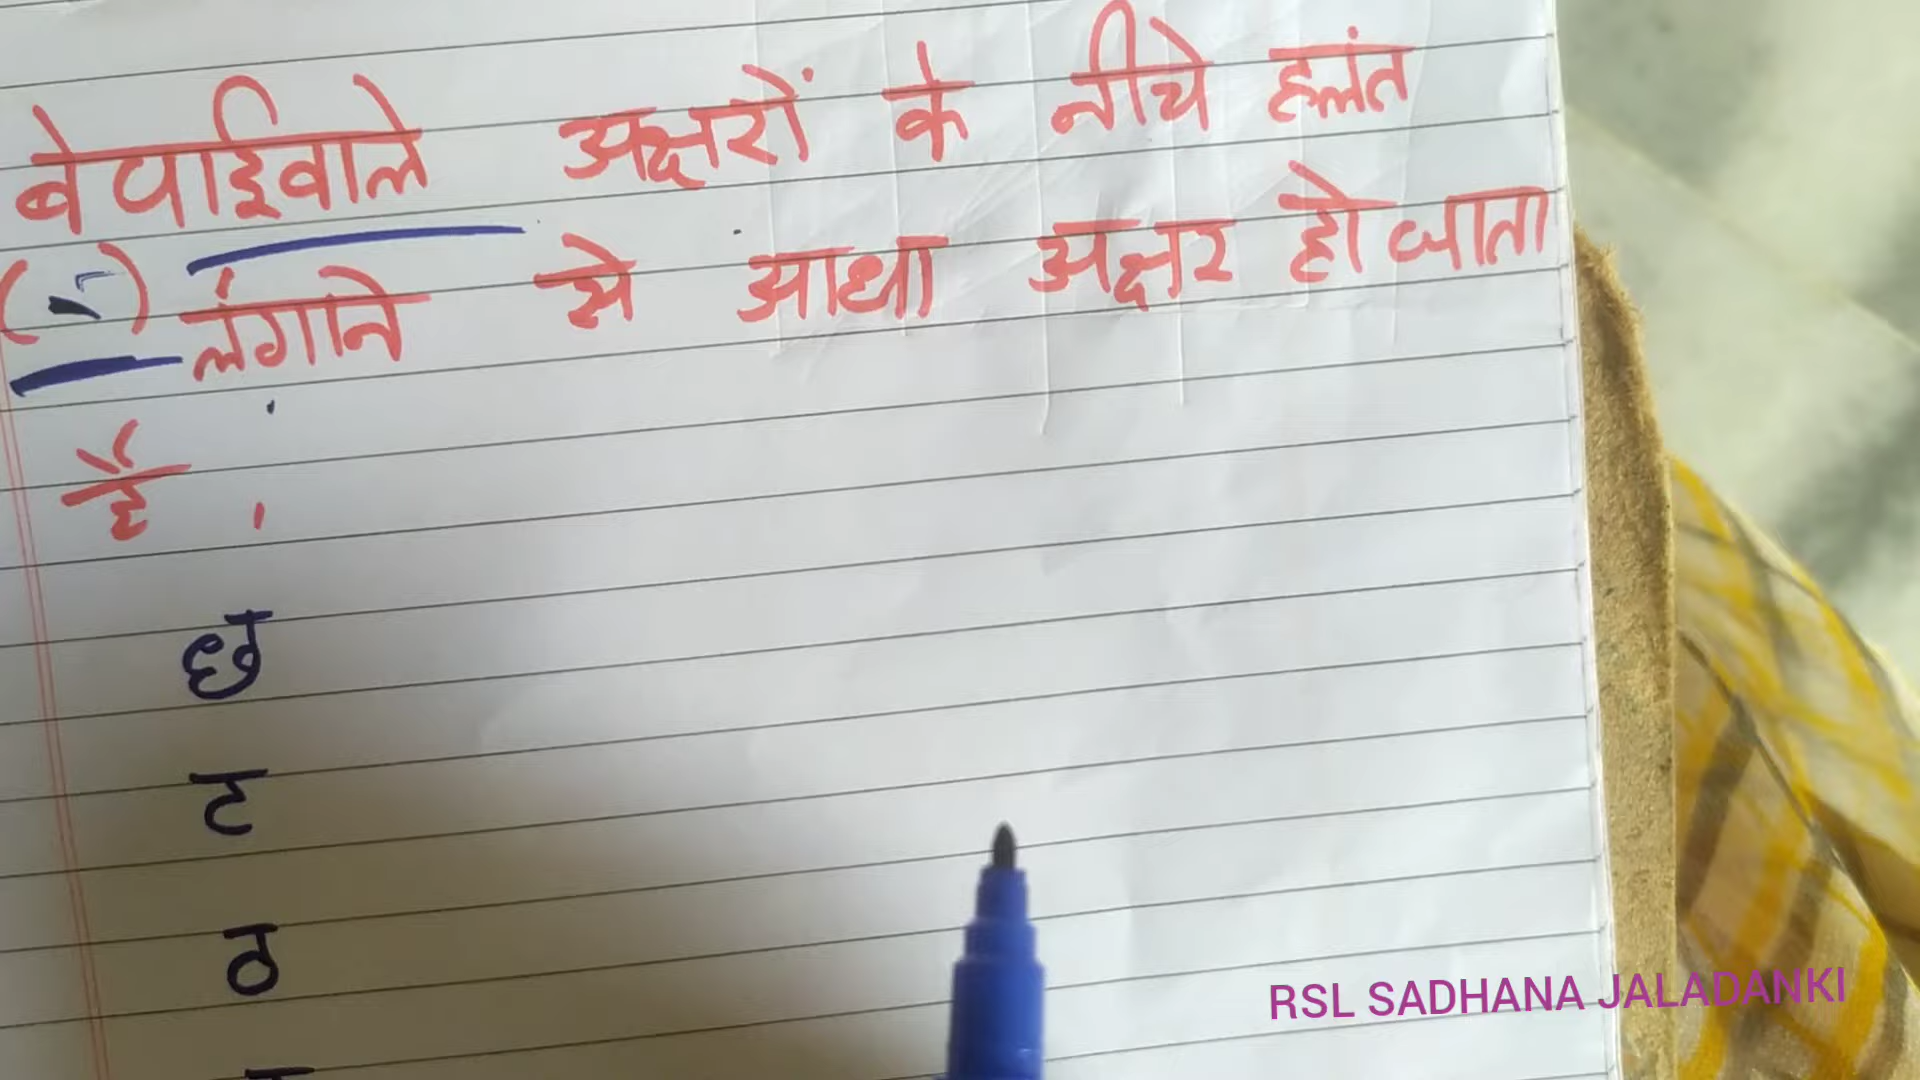 बेपाईवाले अक्षरों के नीचे हलंत
(्) लगाने से आधा अक्षर हो जाता
है ।
छ
ट
ठ
RSL SADHANA JALADANKI